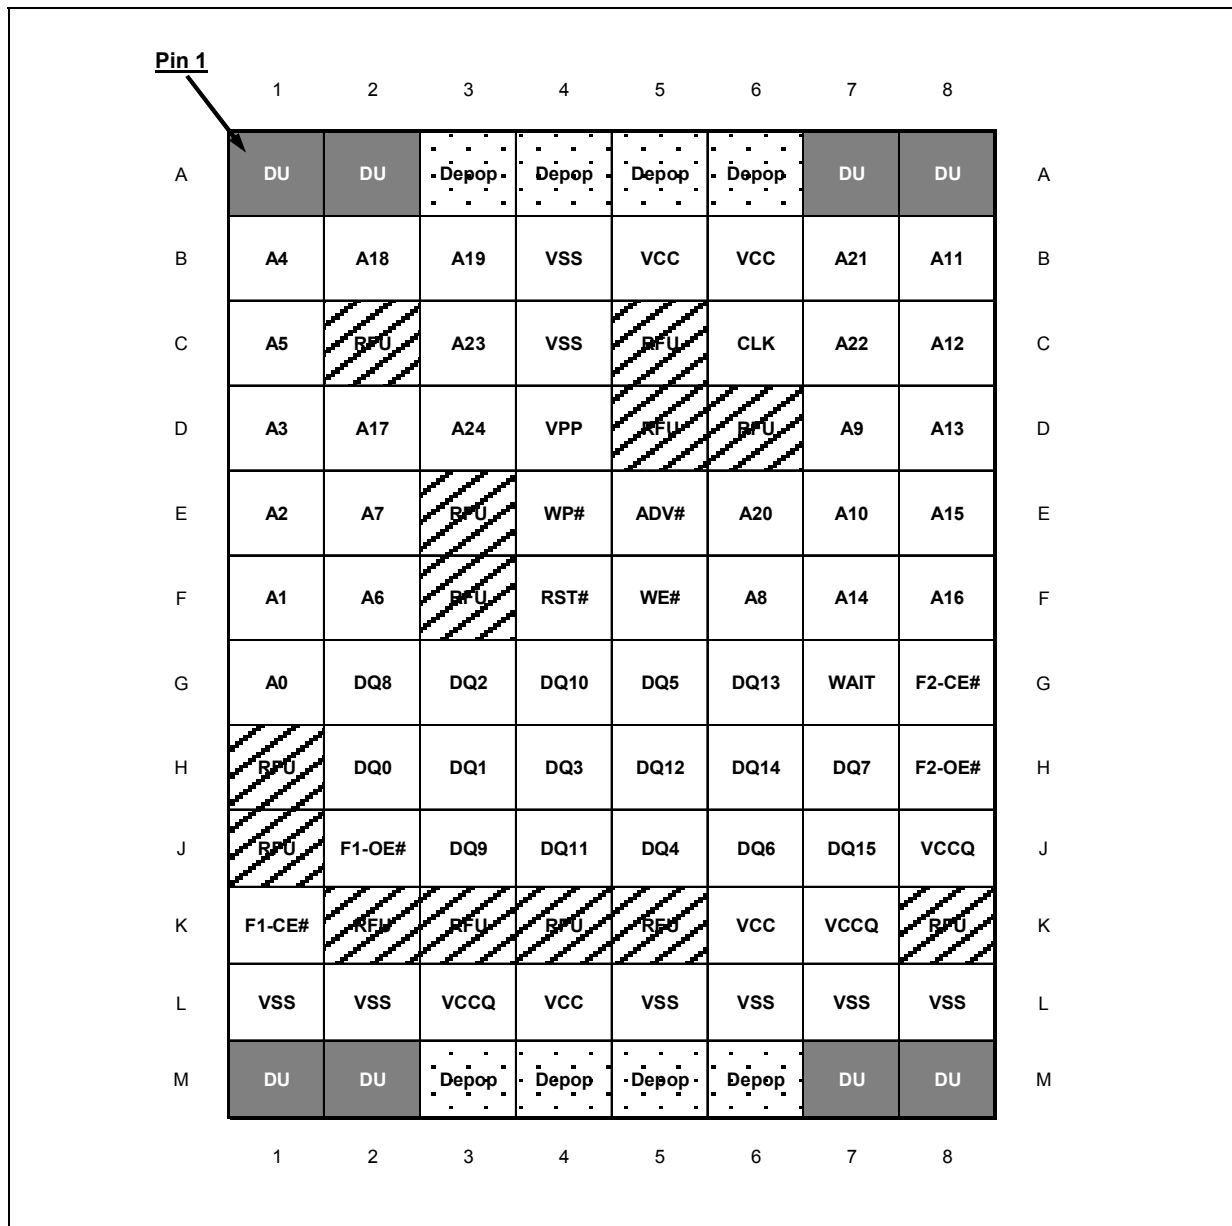 Pin 1
1 2 3 4 5 6 7 8
A DU DU Depop Depop Depop Depop DU DU A
B A4 A18 A19 VSS VCC VCC A21 A11 B
C A5 RFU A23 VSS RFU CLK A22 A12 C
D A3 A17 A24 VPP RFU RFU A9 A13 D
E A2 A7 RFU WP# ADV# A20 A10 A15 E
F A1 A6 RFU RST# WE# A8 A14 A16 F
G A0 DQ8 DQ2 DQ10 DQ5 DQ13 WAIT F2-CE# G
H RFU DQ0 DQ1 DQ3 DQ12 DQ14 DQ7 F2-OE# H
J RFU F1-OE# DQ9 DQ11 DQ4 DQ6 DQ15 VCCQ J
K F1-CE# RFU RFU RFU RFU VCC VCCQ RFU K
L VSS VSS VCCQ VCC VSS VSS VSS VSS L
M DU DU Depop Depop Depop Depop DU DU M
1 2 3 4 5 6 7 8